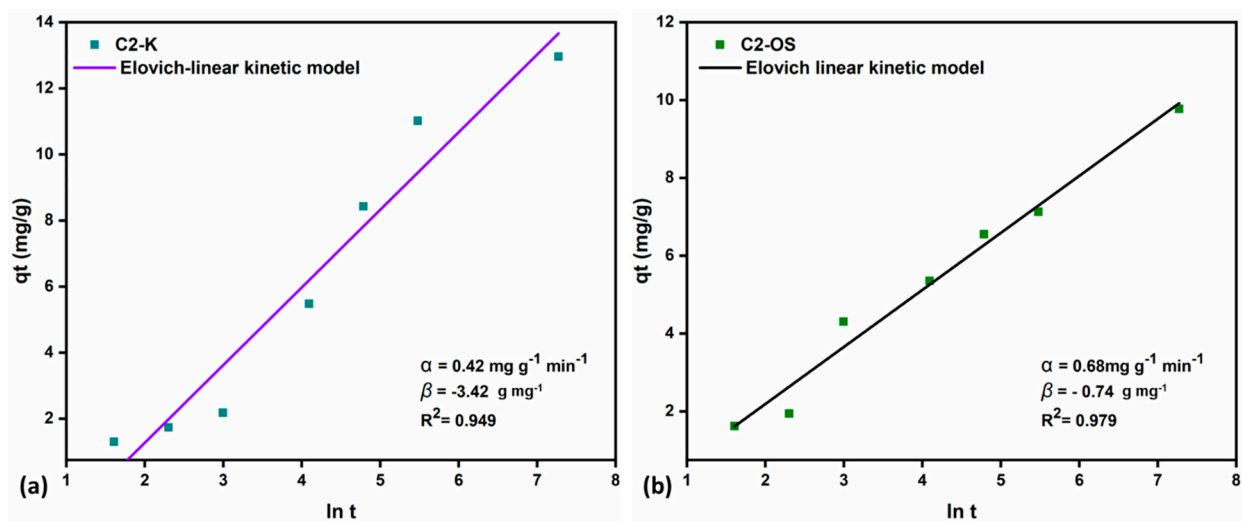 C2-K
Elovich-linear kinetic model
14
12
10
8
6
4
2
qt (mg/g)
α = 0.42 mg g⁻¹ min⁻¹
β = -3.42 g mg⁻¹
R²= 0.949
1 2 3 4 5 6 7 8
ln t
(a)
C2-OS
Elovich linear kinetic model
12
10
8
6
4
2
qt (mg/g)
α = 0.68mg g⁻¹ min⁻¹
β = - 0.74 g mg⁻¹
R²= 0.979
1 2 3 4 5 6 7 8
ln t
(b)